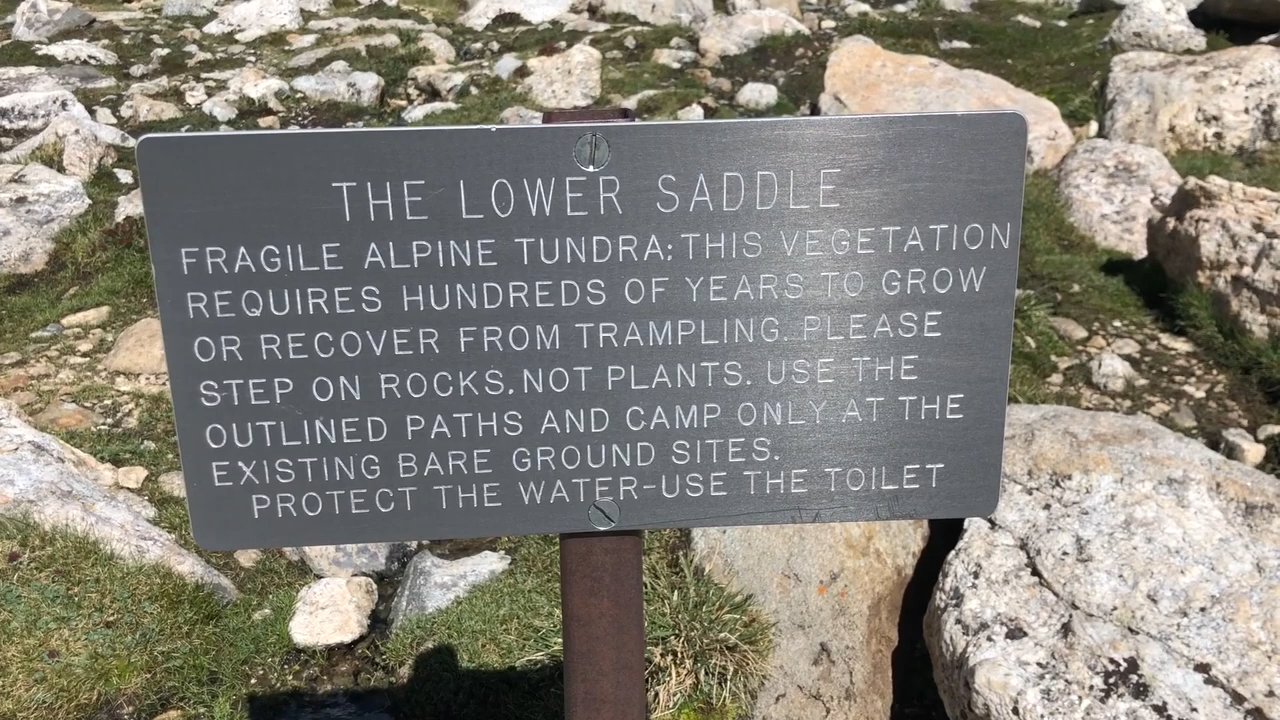 THE LOWER SADDLE
FRAGILE ALPINE TUNDRA: THIS VEGETATION
REQUIRES HUNDREDS OF YEARS TO GROW
OR RECOVER FROM TRAMPLING. PLEASE
STEP ON ROCKS, NOT PLANTS. USE THE
OUTLINED PATHS AND CAMP ONLY AT THE
EXISTING BARE GROUND SITES.
PROTECT THE WATER-USE THE TOILET